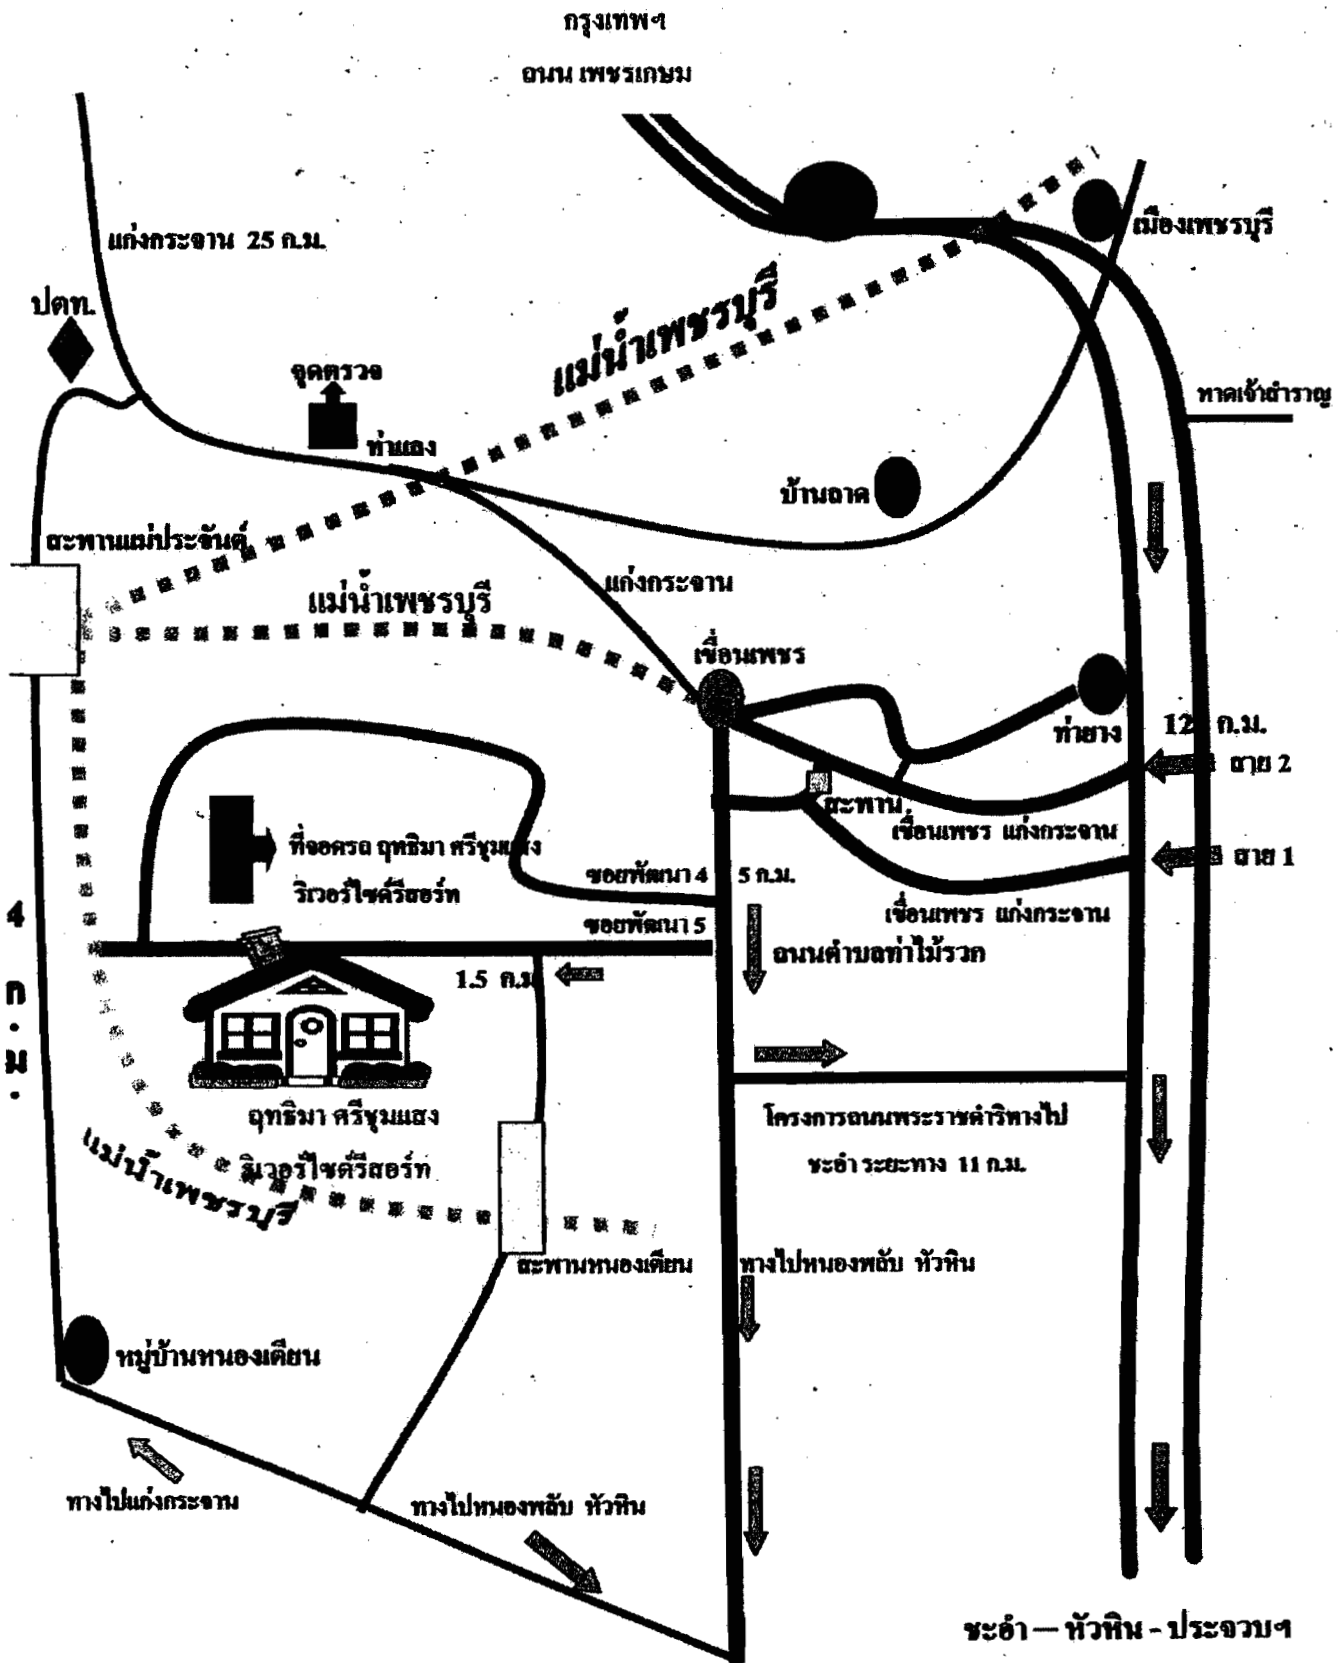 กรุงเทพฯ
ถนน เพชรเกษม
แก่งกระจาน 25 ก.ม.
เมืองเพชรบุรี
ปตท.
แม่น้ำเพชรบุรี
จุดตรวจ
หาดเจ้าสำราญ
ท่าแลง
บ้านลาด
สะพานแม่ประจันต์
แก่งกระจาน
แม่น้ำเพชรบุรี
เขื่อนเพชร
ท่ายาง
12 ก.ม.
สาย 2
สะพาน
เขื่อนเพชร แก่งกระจาน
ที่จอดรถ ฤทธิมา ศรีชุมแสง
ริเวอร์ไซด์รีสอร์ท
ซอยพัฒนา 4
5 ก.ม.
สาย 1
4 ก.ม.
เขื่อนเพชร แก่งกระจาน
ซอยพัฒนา 5
ถนนตำบลท่าไม้รวก
1.5 ก.ม
ฤทธิมา ศรีชุมแสง
ริเวอร์ไซด์รีสอร์ท
โครงการถนนพระราชดำริทางไป
ชะอำ ระยะทาง 11 ก.ม.
แม่น้ำเพชรบุรี
สะพานหนองเตียน
ทางไปหนองพลับ หัวหิน
หมู่บ้านหนองเตียน
ทางไปแก่งกระจาน
ทางไปหนองพลับ หัวหิน
ชะอำ – หัวหิน - ประจวบฯ